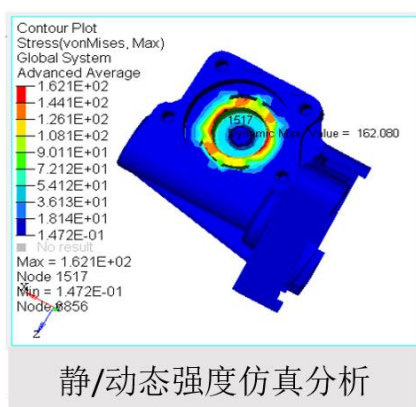 Contour Plot
Stress(vonMises, Max)
Global System
Advanced Average
1.621E+02
1.441E+02
1.261E+02
1.081E+02
9.011E+01
7.212E+01
5.412E+01
3.613E+01
1.814E+01
1.472E-01
No result
Max = 1.621E+02
Node 1517
Min = 1.472E-01
Node 6856
X
Z
1517
Dynamic Max Value = 162.080
静/动态强度仿真分析